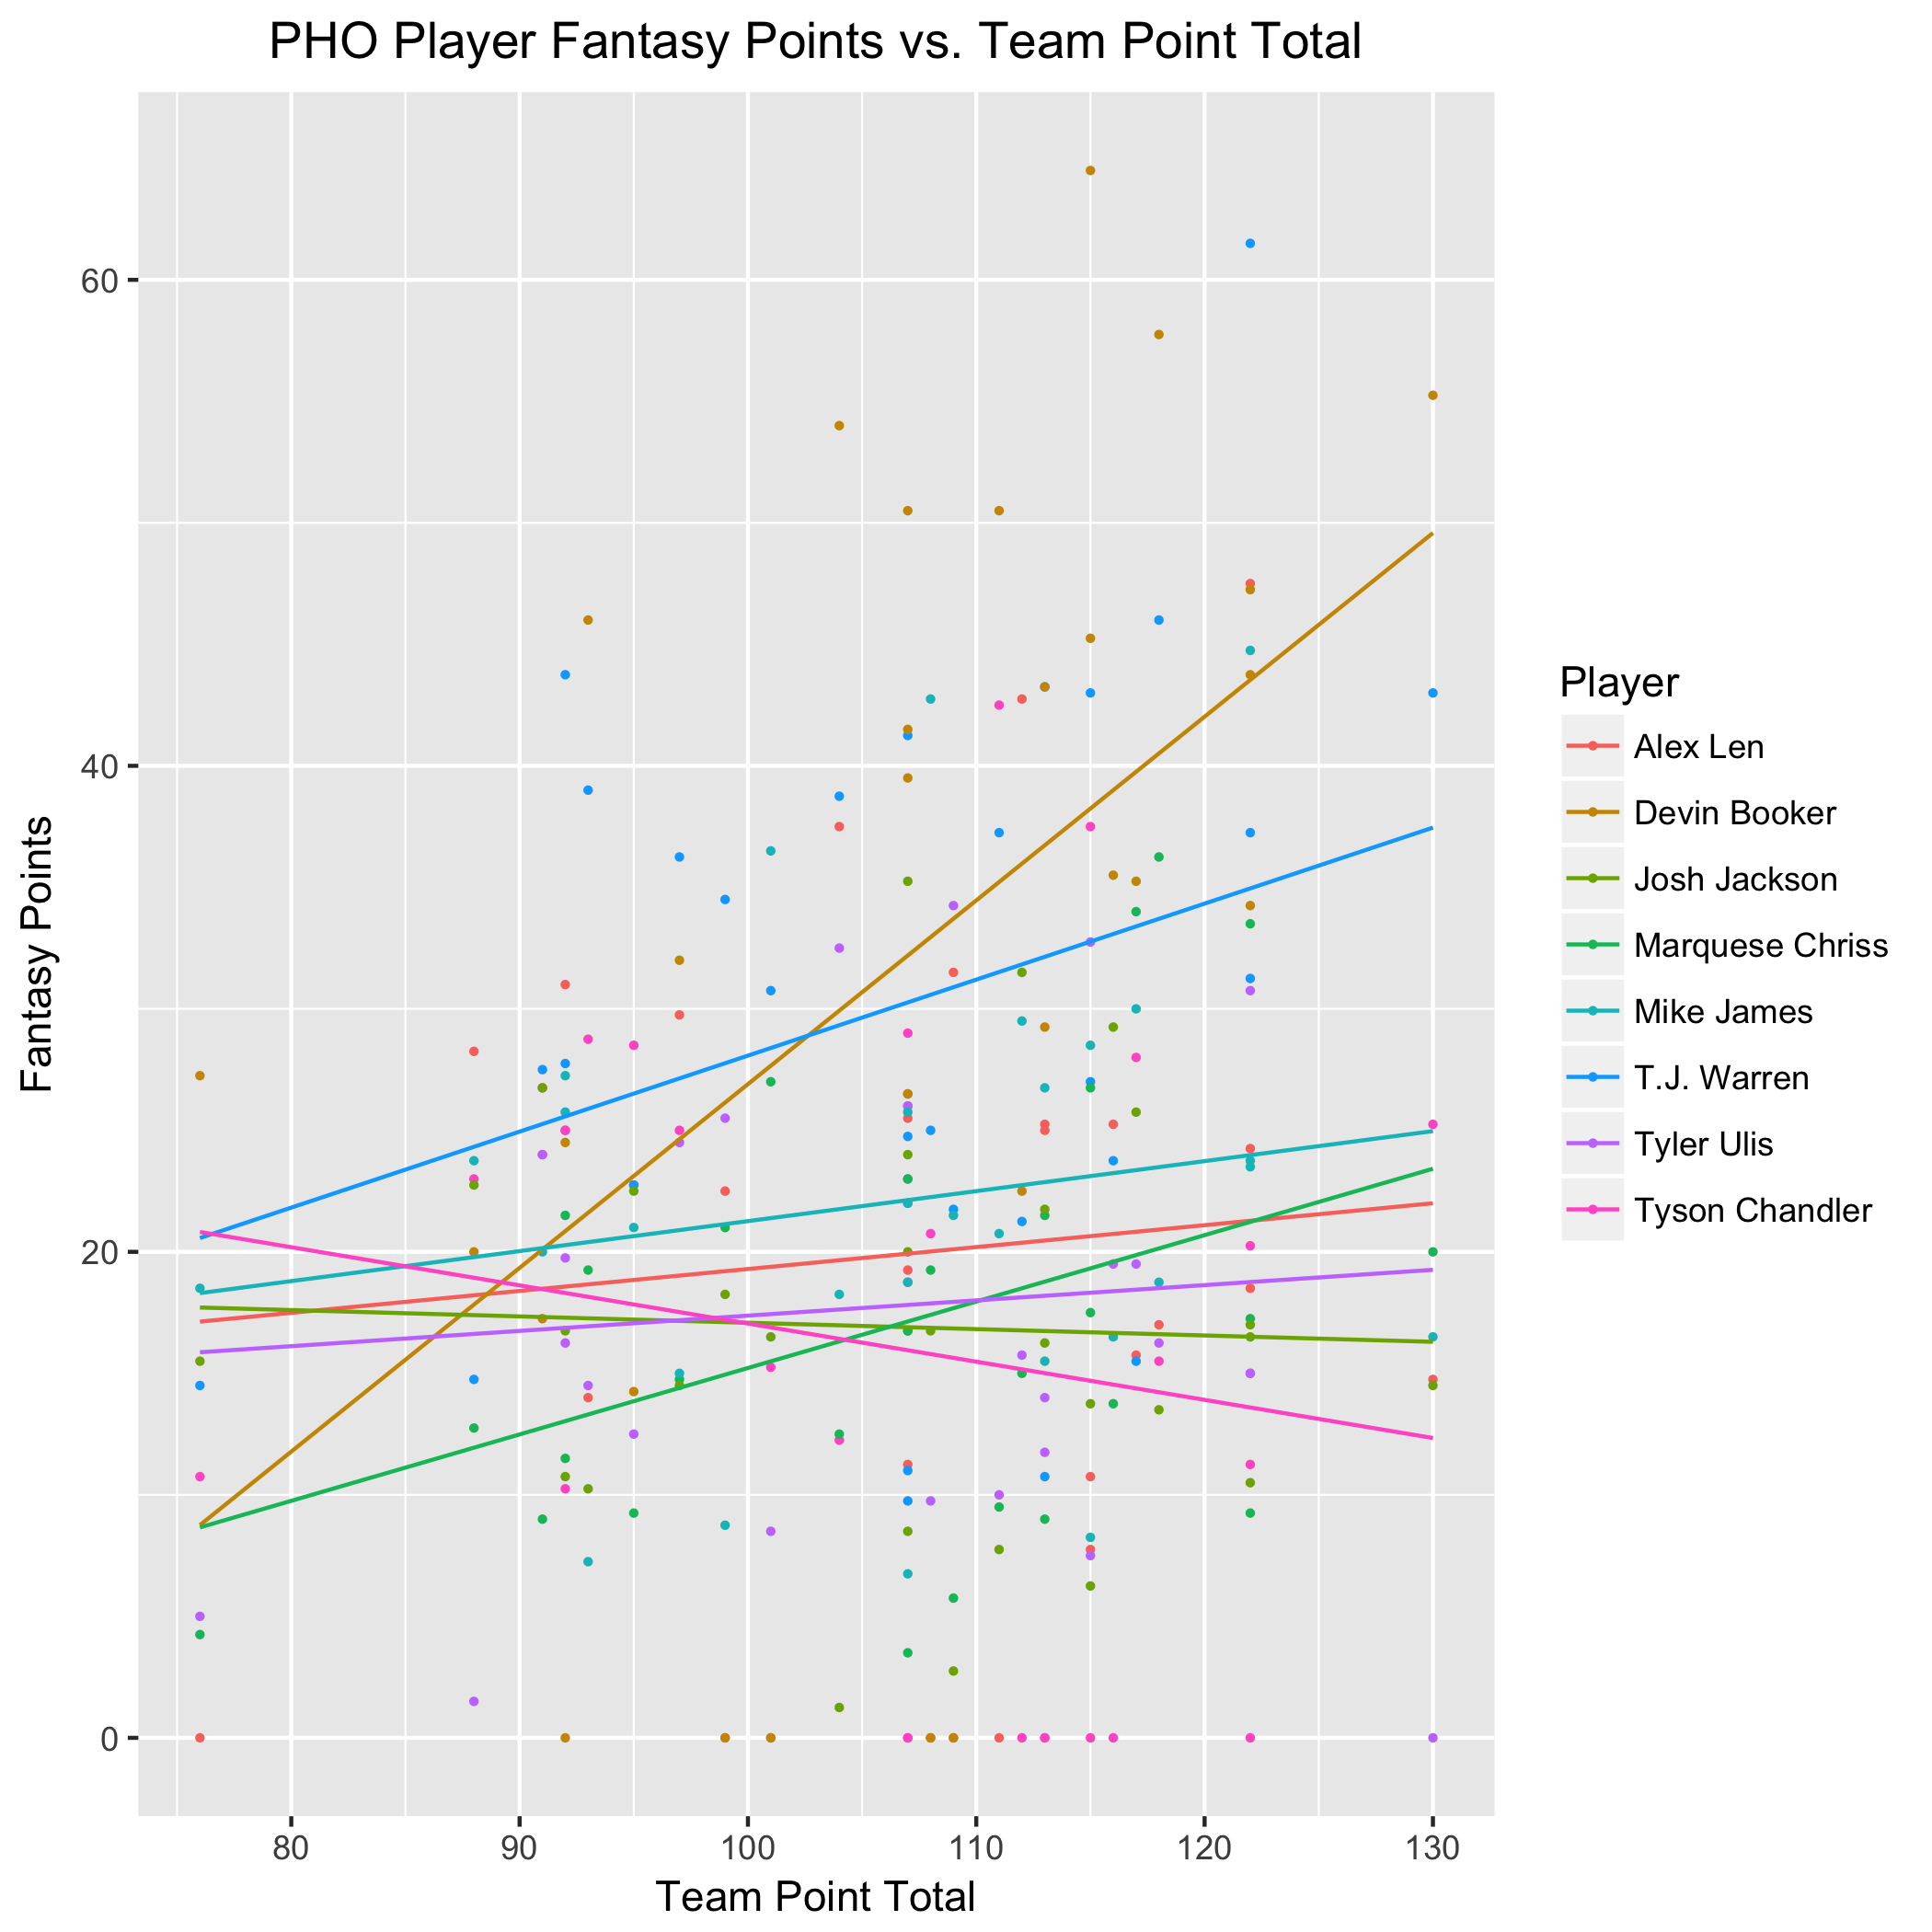 PHO Player Fantasy Points vs. Team Point Total
60
40
20
0
Fantasy Points
80
90
100
110
120
130
Team Point Total
Player
Alex Len
Devin Booker
Josh Jackson
Marquese Chriss
Mike James
T.J. Warren
Tyler Ulis
Tyson Chandler